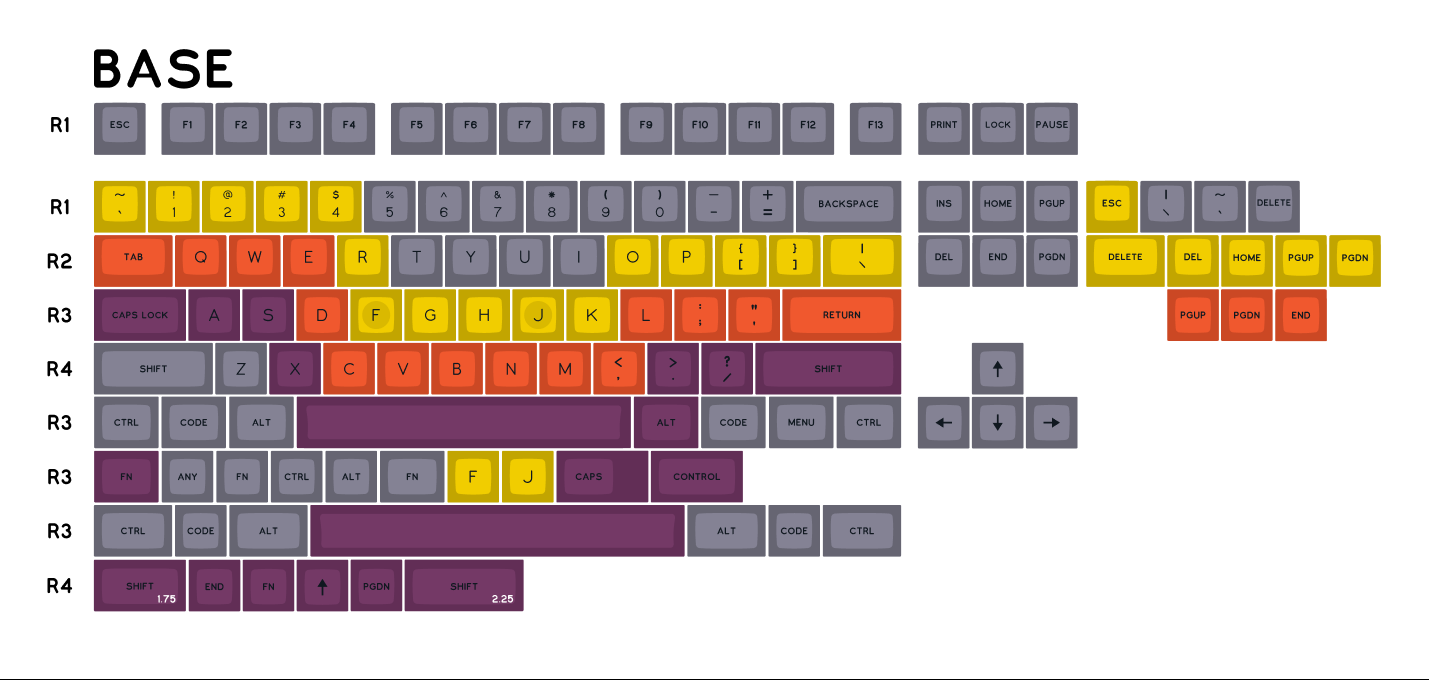 BASE
R1 ESC F1 F2 F3 F4 F5 F6 F7 F8 F9 F10 F11 F12 F13 PRINT LOCK PAUSE
~ ! @ # $ % ^ & * ( ) — + | ~
R1 ` 1 2 3 4 5 6 7 8 9 0 - = BACKSPACE INS HOME PGUP ESC \ ` DELETE
{ } |
R2 TAB Q W E R T Y U I O P [ ] \ DEL END PGDN DELETE DEL HOME PGUP PGDN
: "
R3 CAPS LOCK A S D F G H J K L ; ' RETURN PGUP PGDN END
< > ?
R4 SHIFT Z X C V B N M , . / SHIFT ↑
R3 CTRL CODE ALT ALT CODE MENU CTRL ← ↓ →
R3 FN ANY FN CTRL ALT FN F J CAPS CONTROL
R3 CTRL CODE ALT ALT CODE CTRL
R4 SHIFT END FN ↑ PGDN SHIFT
1.75 2.25